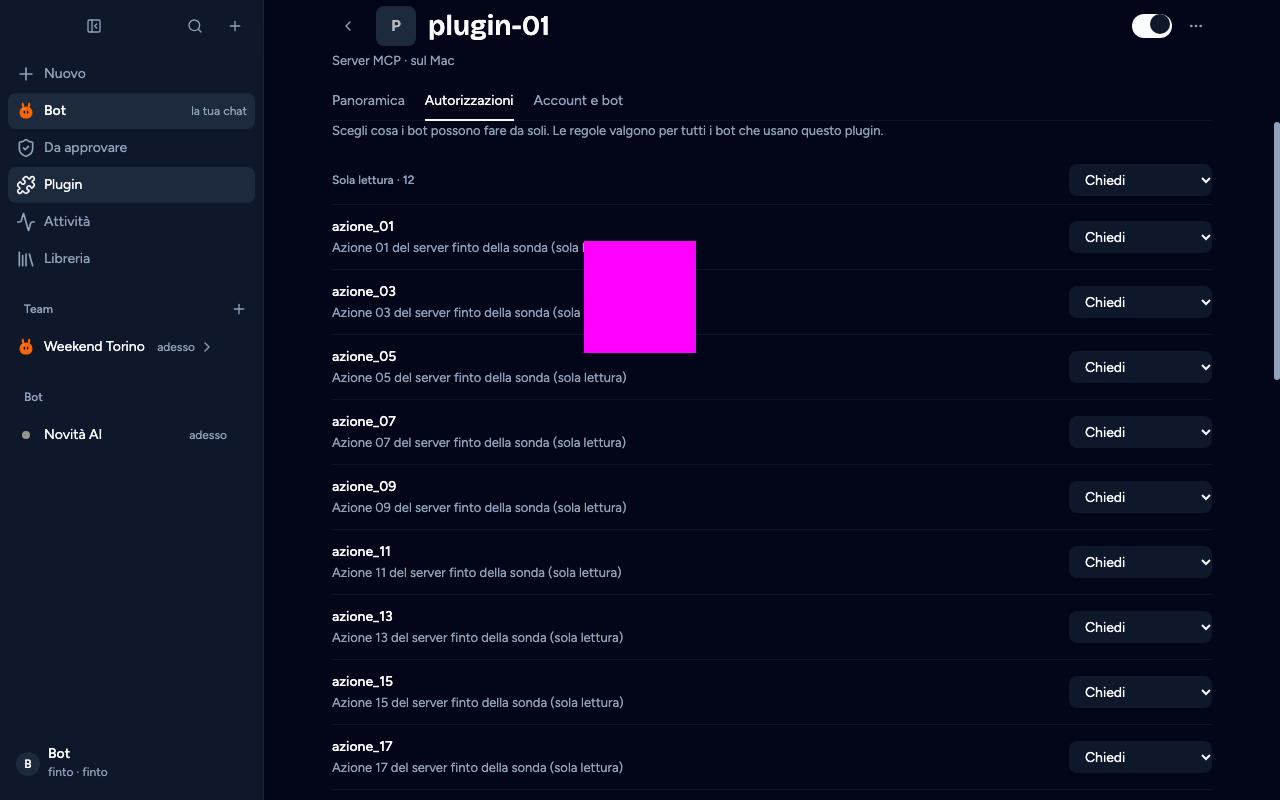 P plugin-01
Server MCP · sul Mac
Nuovo
Panoramica Autorizzazioni Account e bot
Bot la tua chat
Scegli cosa i bot possono fare da soli. Le regole valgono per tutti i bot che usano questo plugin.
Da approvare
Plugin
Attività
Libreria
Team
Weekend Torino adesso
Bot
Novità AI adesso
B Bot
finto · finto
Sola lettura · 12 Chiedi
azione_01 Chiedi
Azione 01 del server finto della sonda (sola
azione_03 Chiedi
Azione 03 del server finto della sonda (sola
azione_05 Chiedi
Azione 05 del server finto della sonda (sola lettura)
azione_07 Chiedi
Azione 07 del server finto della sonda (sola lettura)
azione_09 Chiedi
Azione 09 del server finto della sonda (sola lettura)
azione_11 Chiedi
Azione 11 del server finto della sonda (sola lettura)
azione_13 Chiedi
Azione 13 del server finto della sonda (sola lettura)
azione_15 Chiedi
Azione 15 del server finto della sonda (sola lettura)
azione_17 Chiedi
Azione 17 del server finto della sonda (sola lettura)